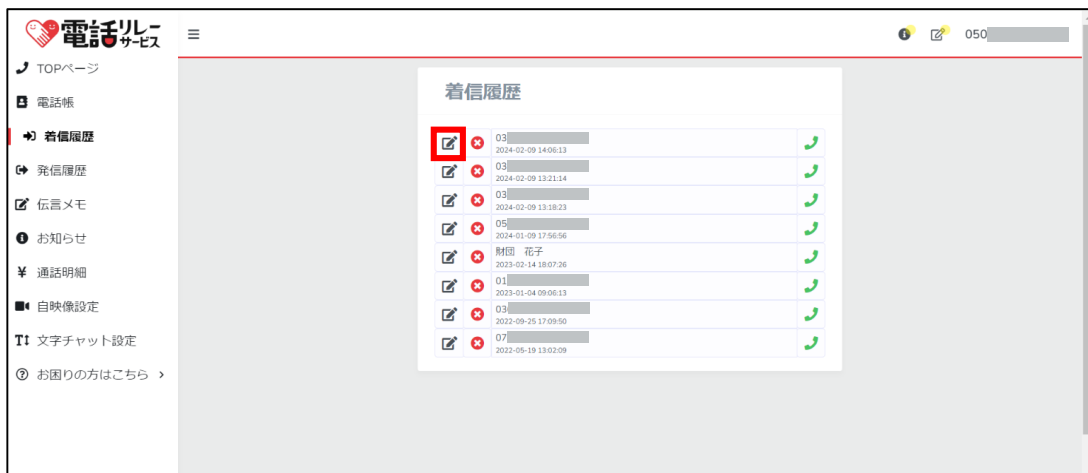 電話リレーサービス
050
TOPページ
電話帳
着信履歴
発信履歴
伝言メモ
お知らせ
¥ 通話明細
自映像設定
文字チャット設定
お困りの方はこちら
着信履歴
03
2024-02-09 14:06:13
03
2024-02-09 13:21:14
03
2024-02-09 13:18:23
05
2024-01-09 17:56:56
財団 花子
2023-02-14 18:07:26
01
2023-01-04 09:06:13
03
2022-09-25 17:09:50
07
2022-05-19 13:02:09